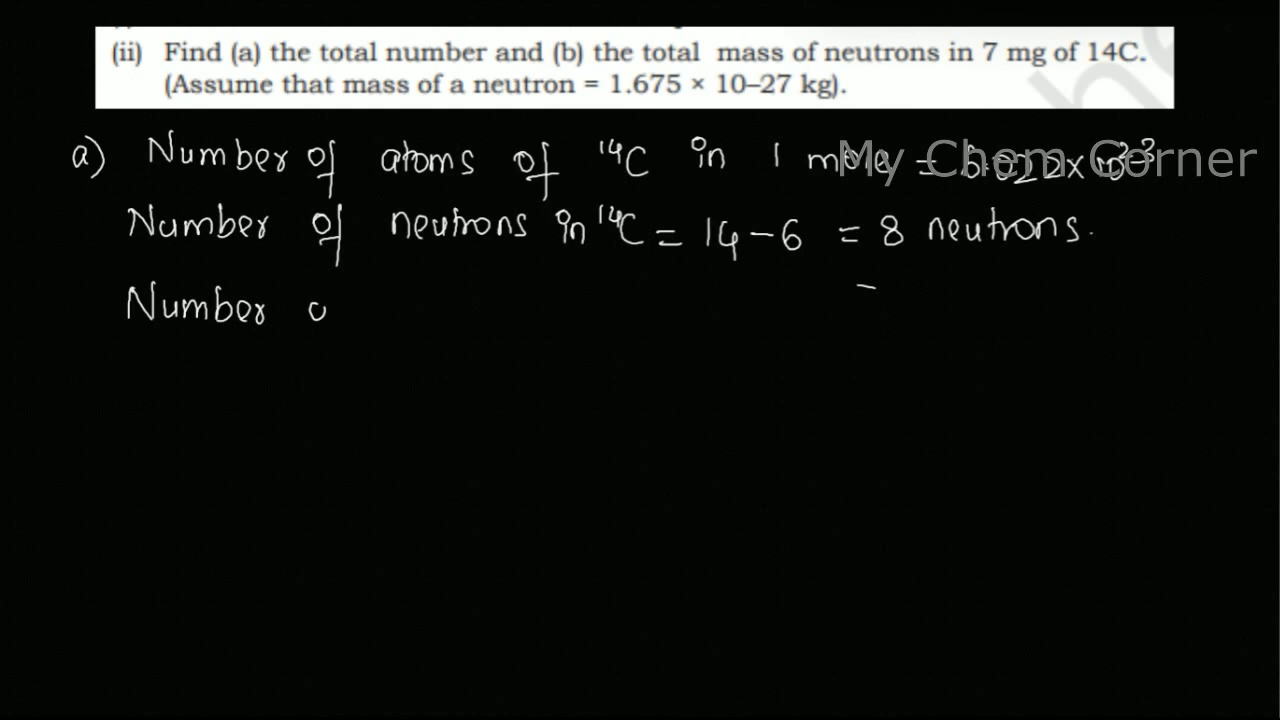 (ii) Find (a) the total number and (b) the total mass of neutrons in 7 mg of 14C.
(Assume that mass of a neutron = 1.675 × 10–27 kg).
a) Number of atoms of ¹⁴C in 1 mole = 6.022×10²³
My Chem Corner
Number of neutrons in ¹⁴C = 14 - 6 = 8 neutrons.
Number o